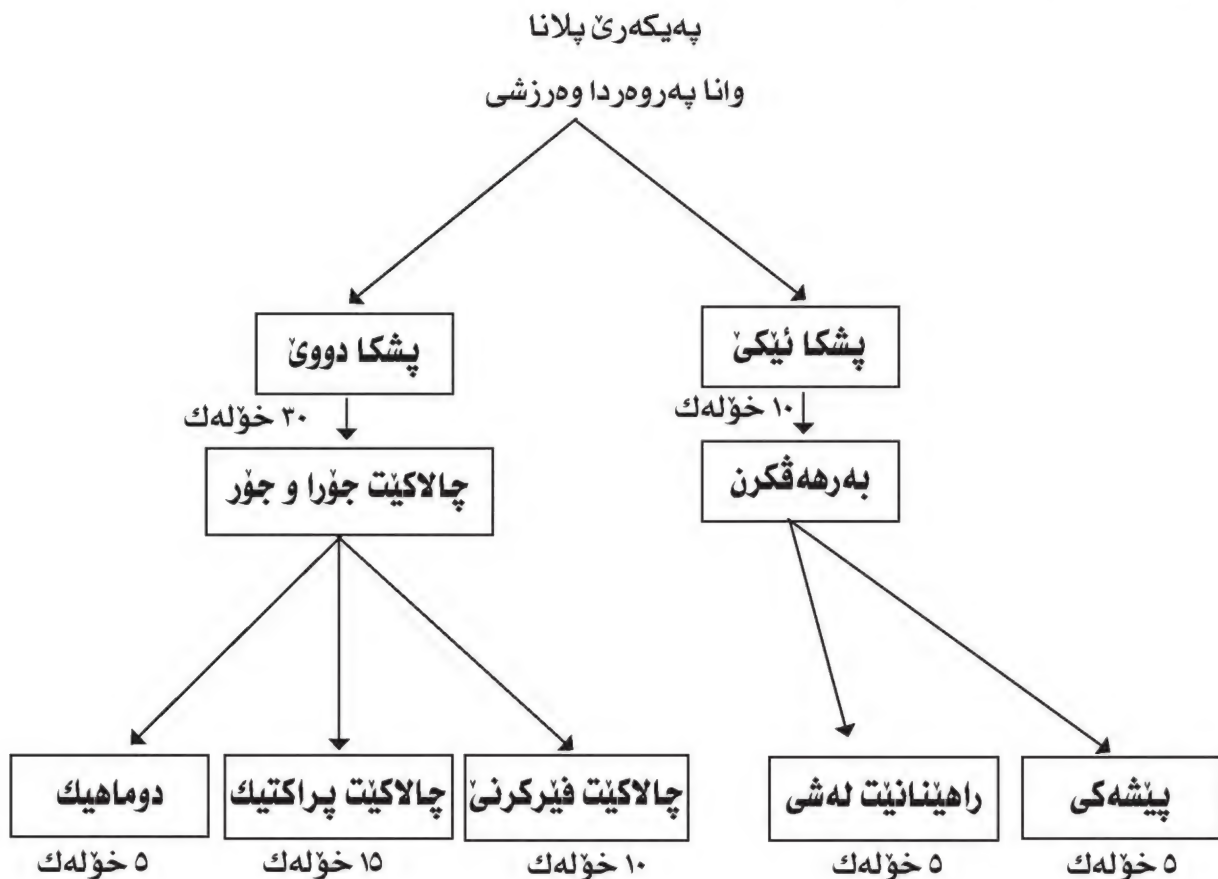 پەیکەرێ پلانا
وانا پەروەردا وەرزشی
پشکا ئێکێ
پشکا دووێ
١٠ خۆلەك
٣٠ خۆلەك
بەرهەڤکرن
چالاکێت جۆرا و جۆر
پێشەکی
راهێنانێت لەشی
چالاکێت فێرکرنێ
چالاکێت پراکتیك
دوماهیك
٥ خۆلەك
٥ خۆلەك
١٠ خۆلەك
١٥ خۆلەك
٥ خۆلەك